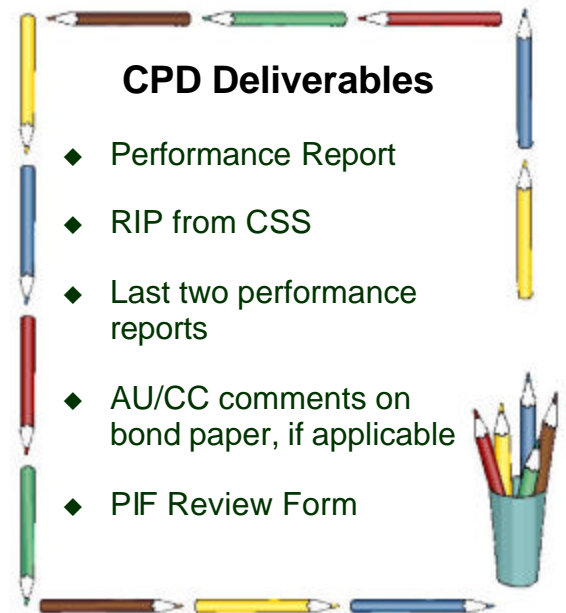 CPD Deliverables
◆ Performance Report
◆ RIP from CSS
◆ Last two performance
reports
◆ AU/CC comments on
bond paper, if applicable
◆ PIF Review Form